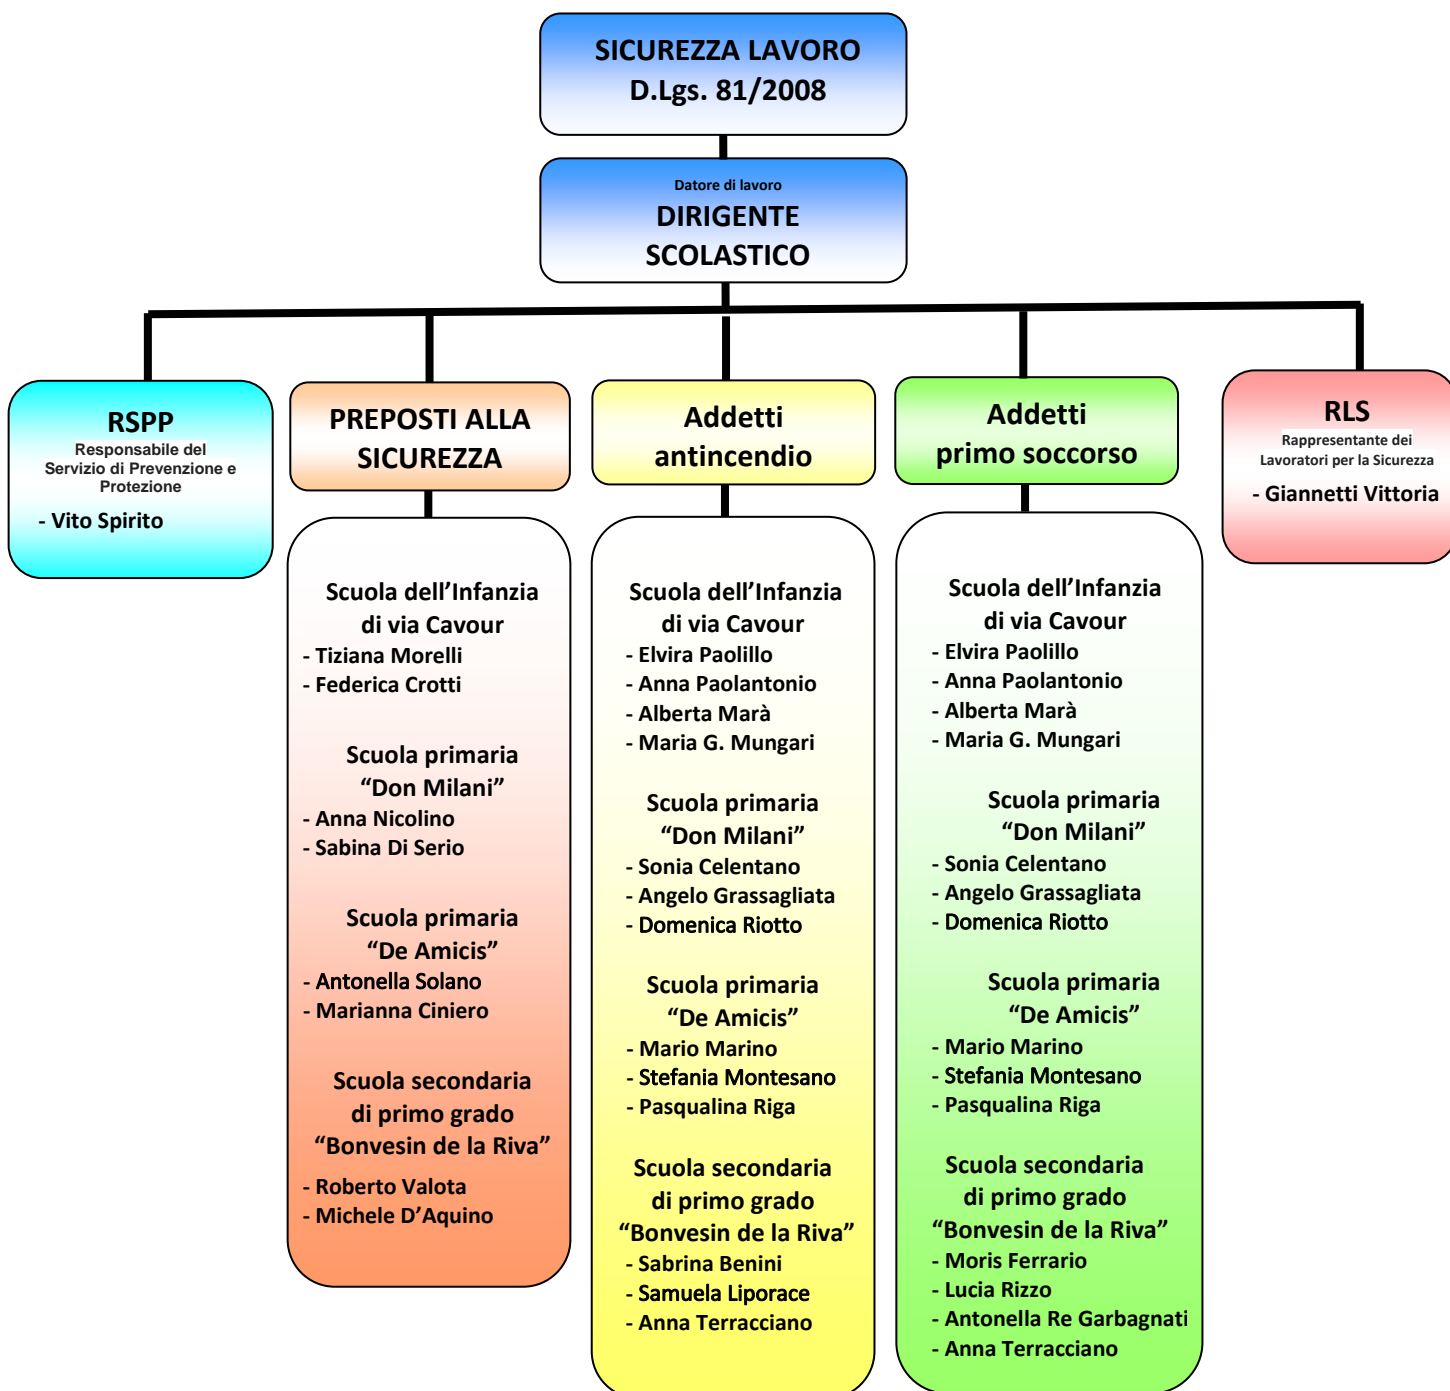 SICUREZZA LAVORO
D.Lgs. 81/2008
Datore di lavoro
DIRIGENTE
SCOLASTICO
RSPP
Responsabile del
Servizio di Prevenzione e
Protezione
- Vito Spirito
PREPOSTI ALLA
SICUREZZA
Scuola dell’Infanzia
di via Cavour
- Tiziana Morelli
- Federica Crotti
Scuola primaria
“Don Milani”
- Anna Nicolino
- Sabina Di Serio
Scuola primaria
“De Amicis”
- Antonella Solano
- Marianna Ciniero
Scuola secondaria
di primo grado
“Bonvesin de la Riva”
- Roberto Valota
- Michele D’Aquino
Addetti
antincendio
Scuola dell’Infanzia
di via Cavour
- Elvira Paolillo
- Anna Paolantonio
- Alberta Marà
- Maria G. Mungari
Scuola primaria
“Don Milani”
- Sonia Celentano
- Angelo Grassagliata
- Domenica Riotto
Scuola primaria
“De Amicis”
- Mario Marino
- Stefania Montesano
- Pasqualina Riga
Scuola secondaria
di primo grado
“Bonvesin de la Riva”
- Sabrina Benini
- Samuela Liporace
- Anna Terracciano
Addetti
primo soccorso
Scuola dell’Infanzia
di via Cavour
- Elvira Paolillo
- Anna Paolantonio
- Alberta Marà
- Maria G. Mungari
Scuola primaria
“Don Milani”
- Sonia Celentano
- Angelo Grassagliata
- Domenica Riotto
Scuola primaria
“De Amicis”
- Mario Marino
- Stefania Montesano
- Pasqualina Riga
Scuola secondaria
di primo grado
“Bonvesin de la Riva”
- Moris Ferrario
- Lucia Rizzo
- Antonella Re Garbagnati
- Anna Terracciano
RLS
Rappresentante dei
Lavoratori per la Sicurezza
- Giannetti Vittoria